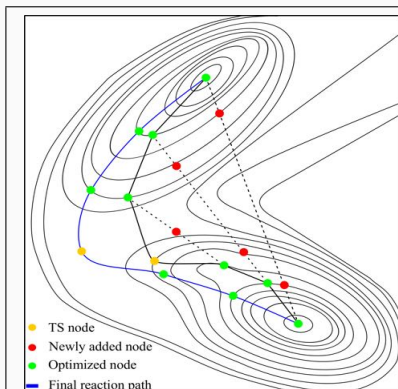 TS node
Newly added node
Optimized node
Final reaction path